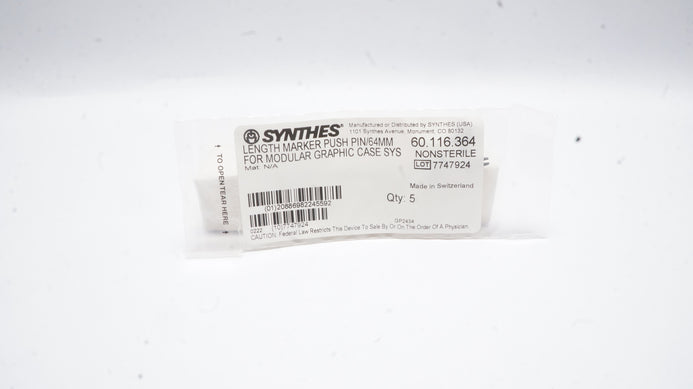 SYNTHES®
Manufactured or Distributed by SYNTHES (USA)
1101 Synthes Avenue, Monument, CO 80132
LENGTH MARKER PUSH PIN/64MM
FOR MODULAR GRAPHIC CASE SYS
Mat. N/A
60.116.364
NONSTERILE
LOT 7747924
Made in Switzerland
Qty: 5
(01)20886982245592
0222 (10)7747924
GP2434
CAUTION: Federal Law Restricts This Device To Sale By Or On The Order Of A Physician.
↑ TO OPEN TEAR HERE ↑